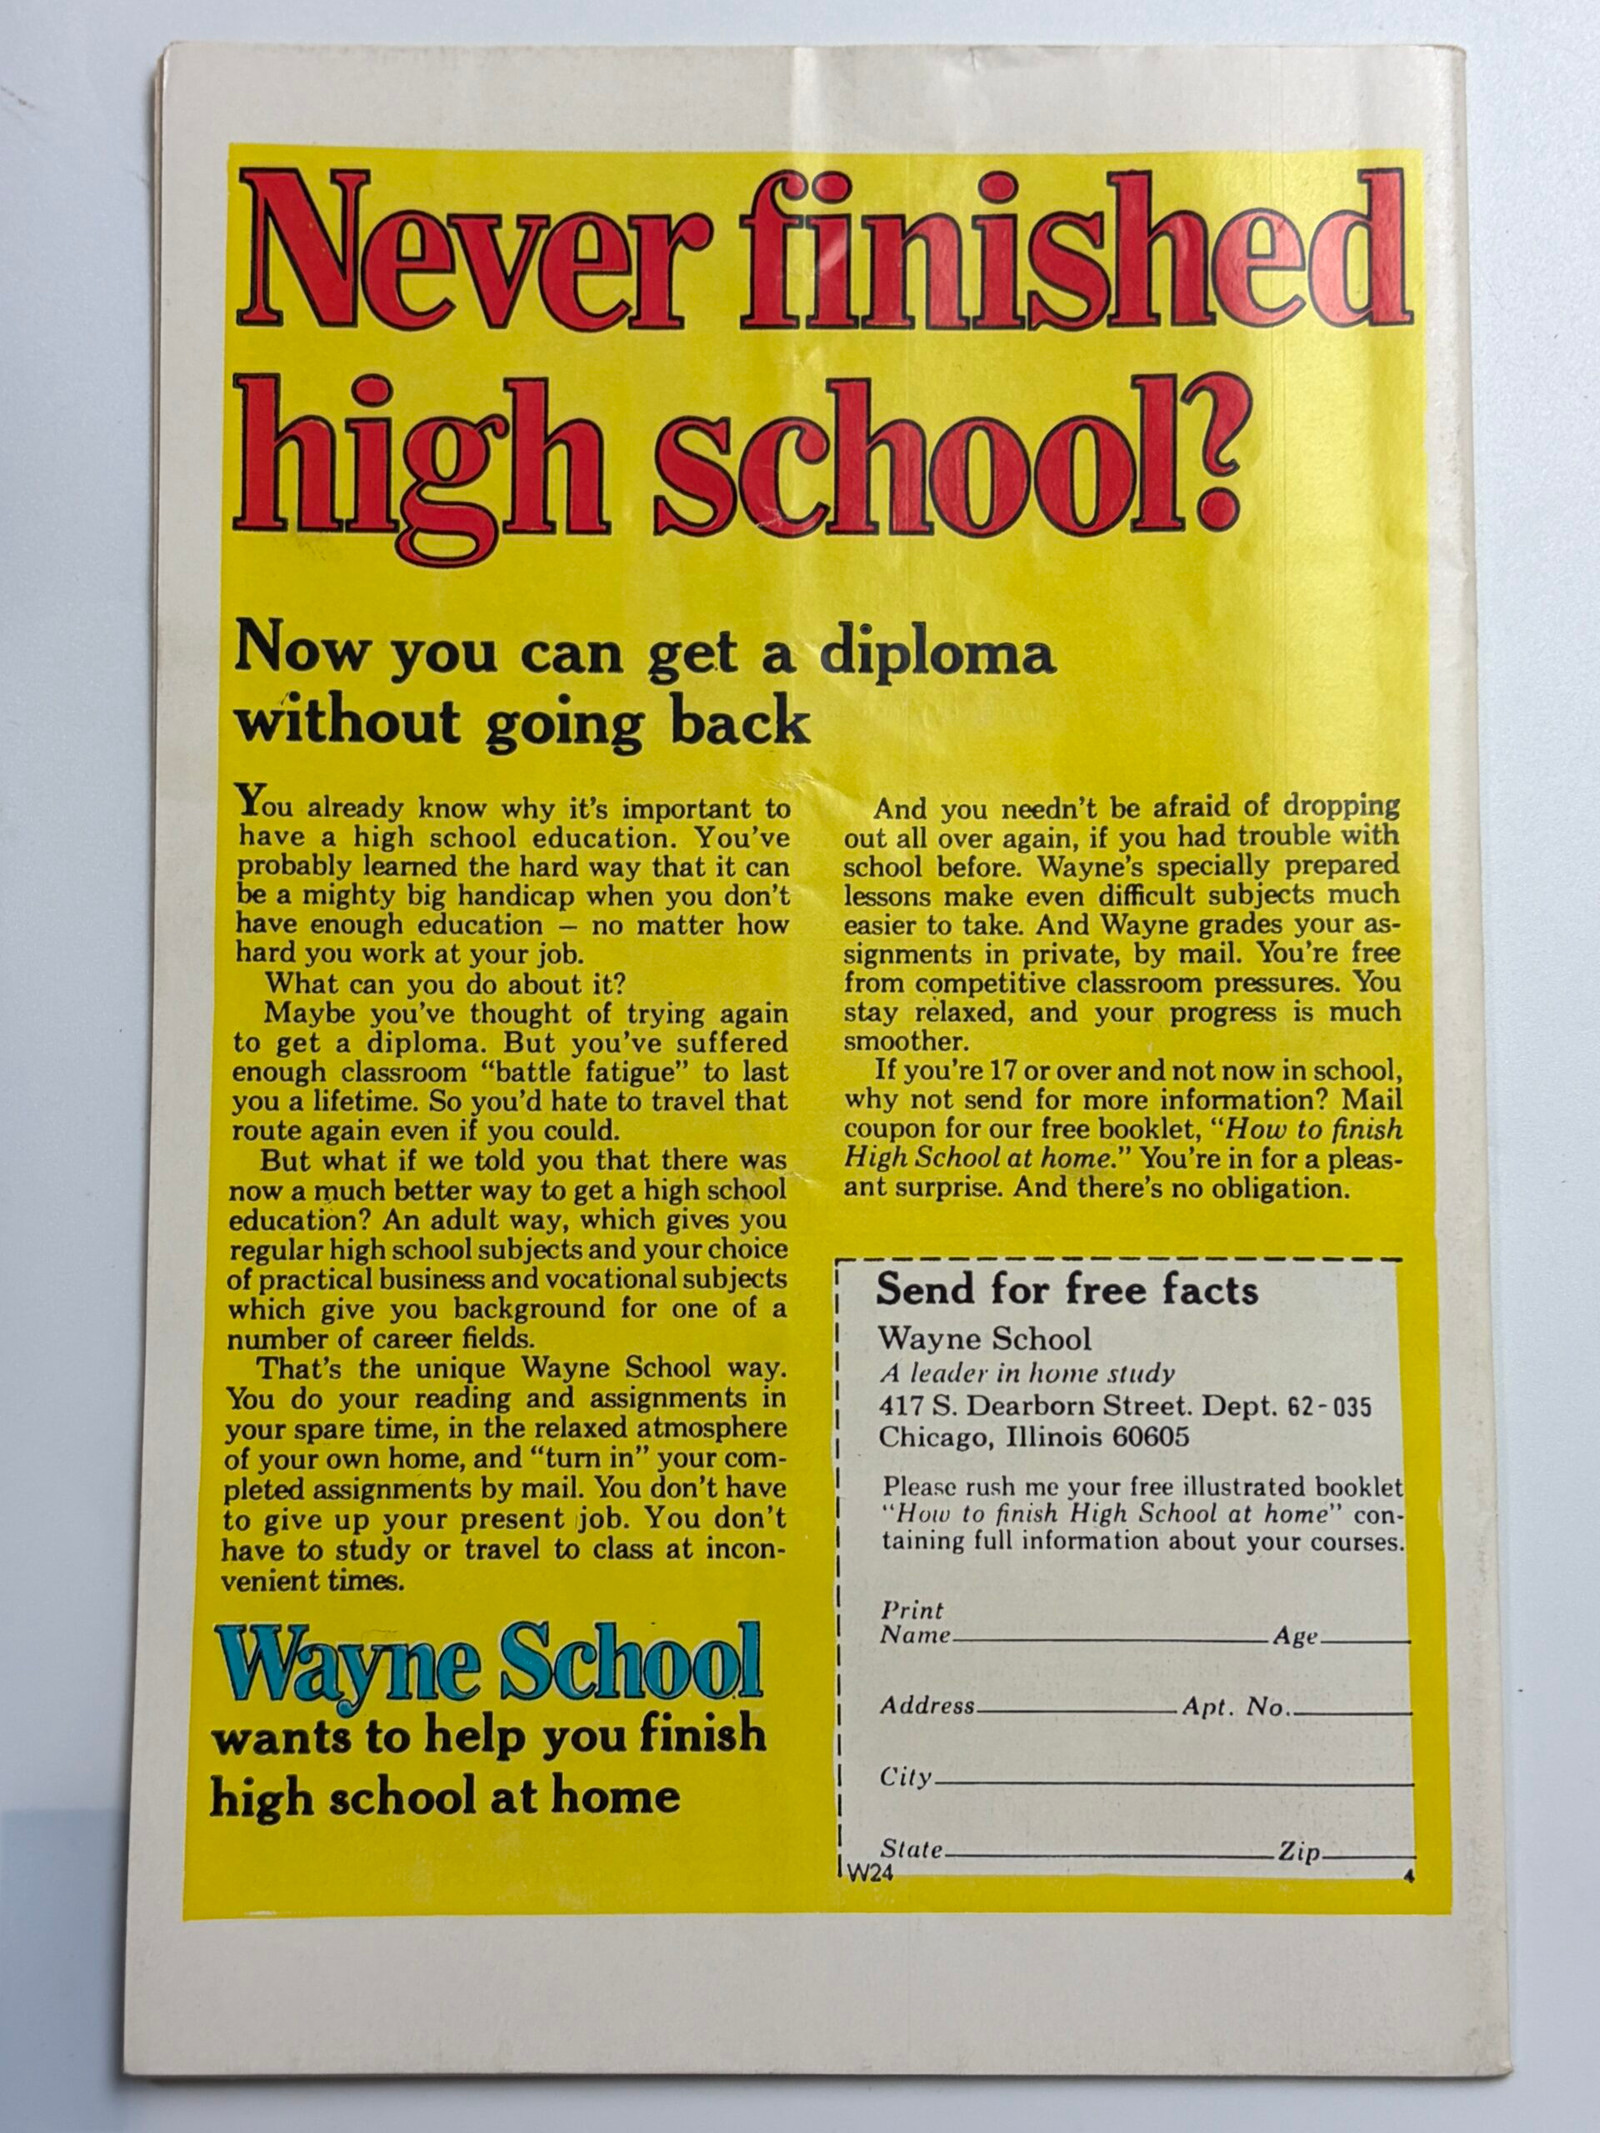 Never finished
high school?
Now you can get a diploma
without going back
You already know why it's important to
have a high school education. You've
probably learned the hard way that it can
be a mighty big handicap when you don't
have enough education — no matter how
hard you work at your job.
What can you do about it?
Maybe you've thought of trying again
to get a diploma. But you've suffered
enough classroom “battle fatigue” to last
you a lifetime. So you'd hate to travel that
route again even if you could.
But what if we told you that there was
now a much better way to get a high school
education? An adult way, which gives you
regular high school subjects and your choice
of practical business and vocational subjects
which give you background for one of a
number of career fields.
That's the unique Wayne School way.
You do your reading and assignments in
your spare time, in the relaxed atmosphere
of your own home, and “turn in” your com-
pleted assignments by mail. You don't have
to give up your present job. You don't
have to study or travel to class at incon-
venient times.
Wayne School
wants to help you finish
high school at home
And you needn't be afraid of dropping
out all over again, if you had trouble with
school before. Wayne's specially prepared
lessons make even difficult subjects much
easier to take. And Wayne grades your as-
signments in private, by mail. You're free
from competitive classroom pressures. You
stay relaxed, and your progress is much
smoother.
If you're 17 or over and not now in school,
why not send for more information? Mail
coupon for our free booklet, “How to finish
High School at home.” You're in for a pleas-
ant surprise. And there's no obligation.
Send for free facts
Wayne School
A leader in home study
417 S. Dearborn Street. Dept. 62-035
Chicago, Illinois 60605
Please rush me your free illustrated booklet
“How to finish High School at home” con-
taining full information about your courses.
Print
Name Age
Address Apt. No.
City
State Zip
W24 4